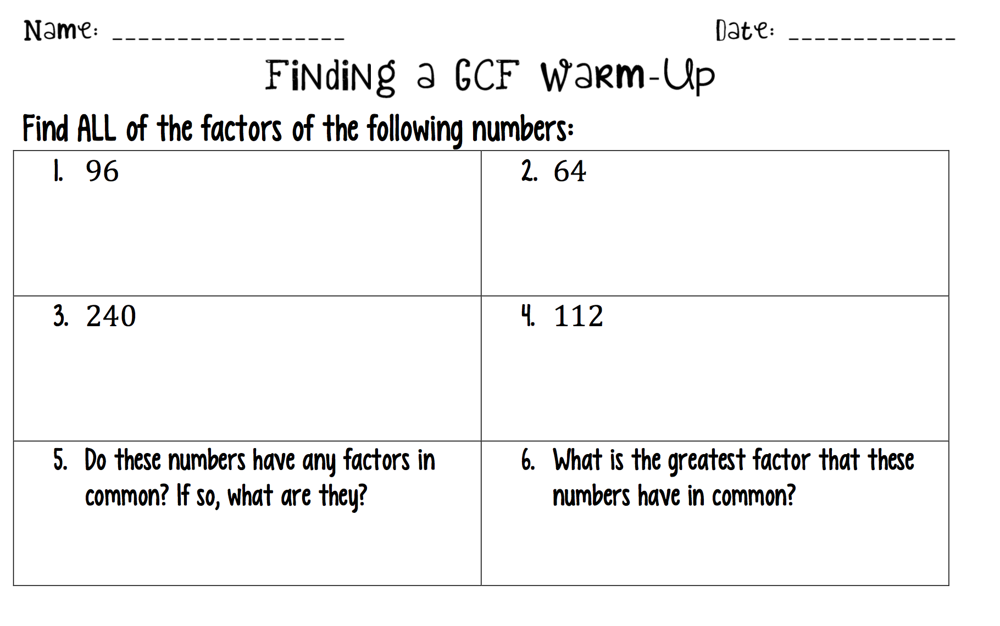 Name: __________________ Date: _____________
Finding a GCF Warm-Up
Find ALL of the factors of the following numbers:
1. 96
2. 64
3. 240
4. 112
5. Do these numbers have any factors in
common? If so, what are they?
6. What is the greatest factor that these
numbers have in common?